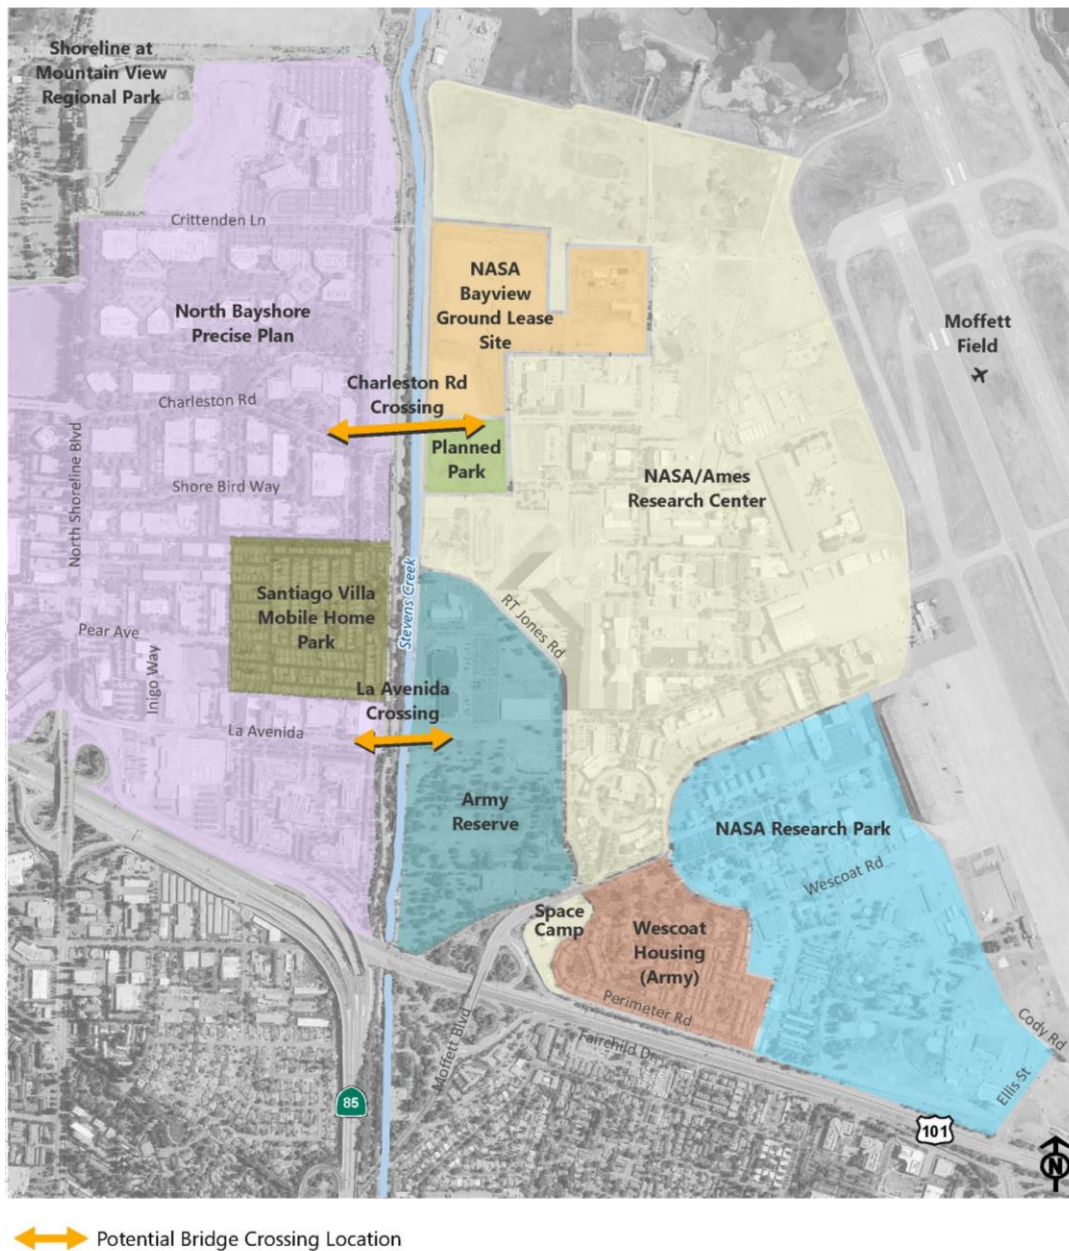 Shoreline at
Mountain View
Regional Park
Crittenden Ln
NASA
Bayview
Ground Lease
Site
North Bayshore
Precise Plan
Moffett
Field
Charleston Rd
Crossing
Charleston Rd
Planned
Park
North Shoreline Blvd
Shore Bird Way
NASA/Ames
Research Center
Stevens Creek
Santiago Villa
Mobile Home
Park
RT Jones Rd
Pear Ave
Inigo Way
La Avenida
Crossing
La Avenida
Army
Reserve
NASA Research Park
Wescoat Rd
Space
Camp
Wescoat
Housing
(Army)
Perimeter Rd
Moffett Blvd
Fairchild Dr
Cody Rd
Ellis St
85
101
N
Potential Bridge Crossing Location